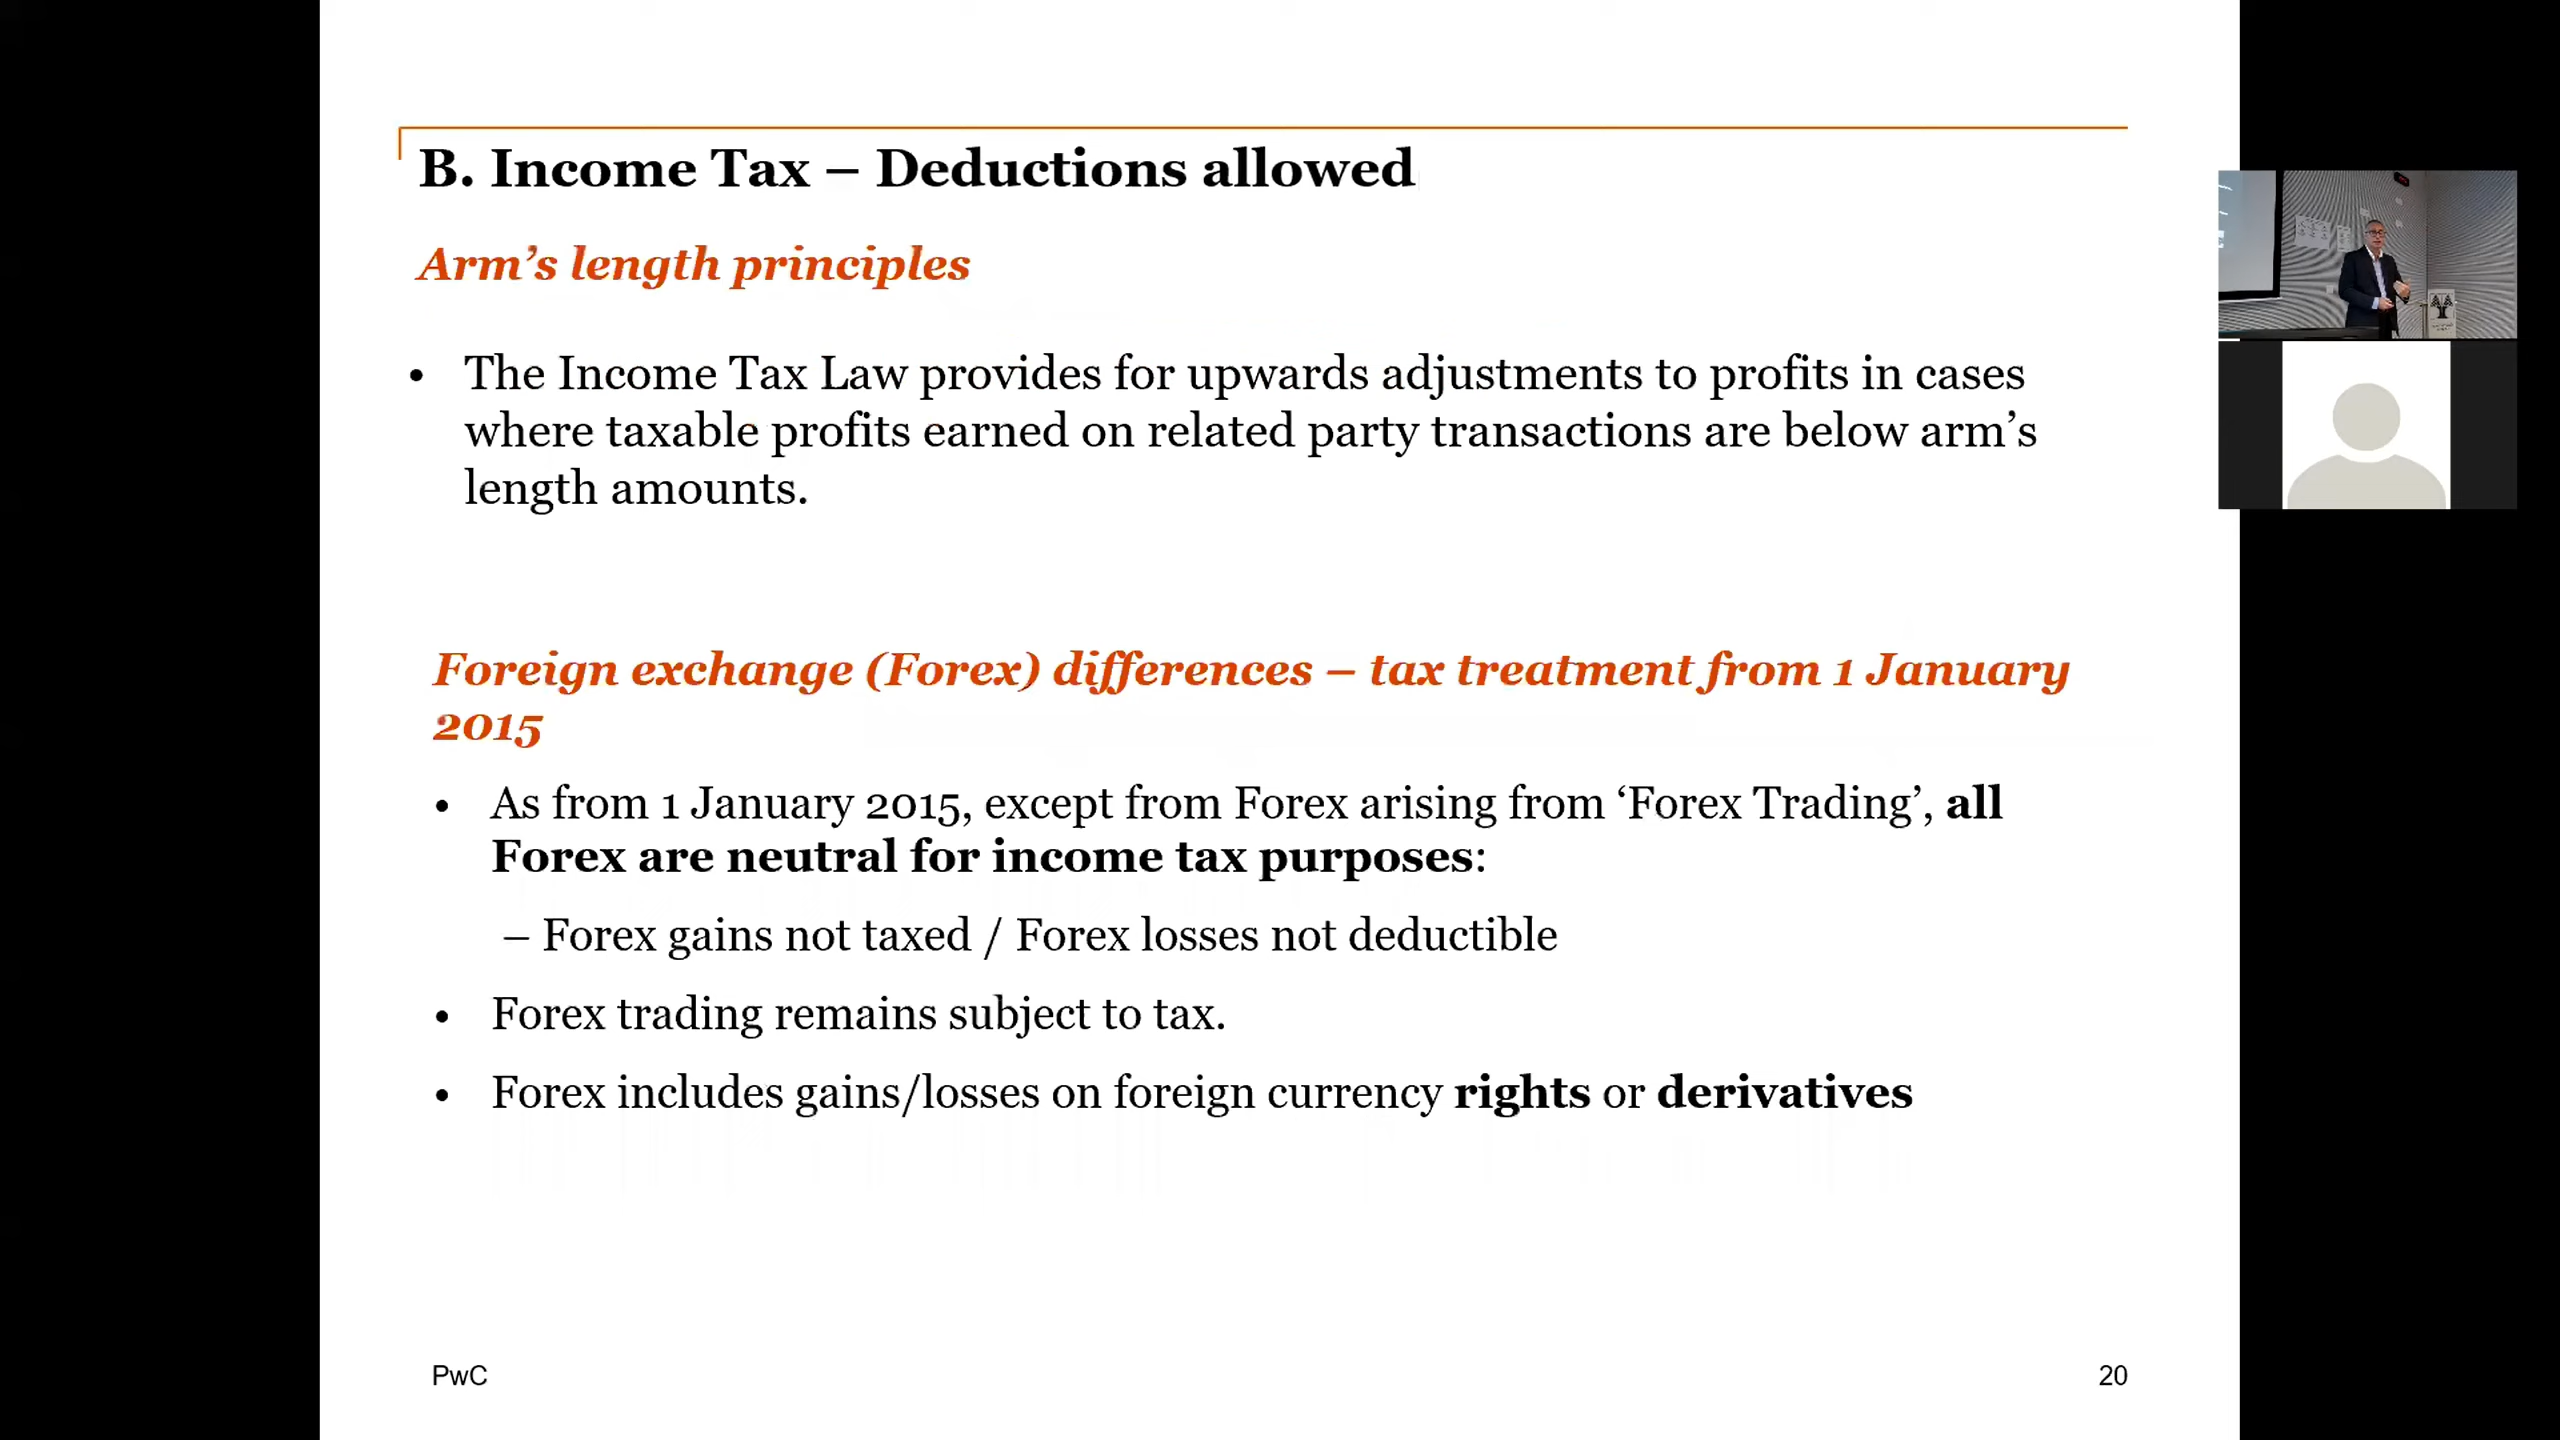 B. Income Tax – Deductions allowed
Arm’s length principles
• The Income Tax Law provides for upwards adjustments to profits in cases
where taxable profits earned on related party transactions are below arm’s
length amounts.
Foreign exchange (Forex) differences – tax treatment from 1 January
2015
• As from 1 January 2015, except from Forex arising from ‘Forex Trading’, all
Forex are neutral for income tax purposes:
– Forex gains not taxed / Forex losses not deductible
• Forex trading remains subject to tax.
• Forex includes gains/losses on foreign currency rights or derivatives
PwC
20